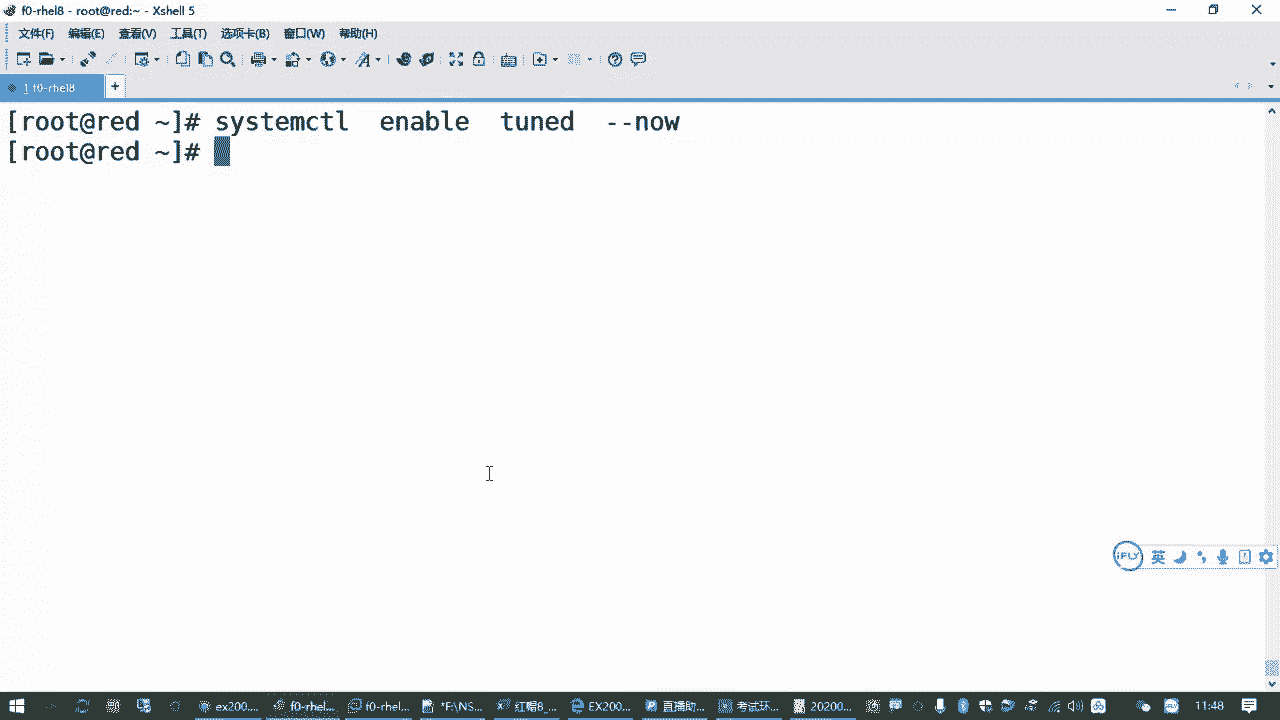 f0-rhel8 - root@red:~ - Xshell 5
文件(F) 编辑(E) 查看(V) 工具(T) 选项卡(B) 窗口(W) 帮助(H)
1 f0-rhel8
[root@red ~]# systemctl  enable  tuned  --now
[root@red ~]#
iFLY 英
ex200... f0-rhel... f0-rhel... *F:\NS... 红帽8_... EX200... 直播助... 考试环... 20200... 11:48